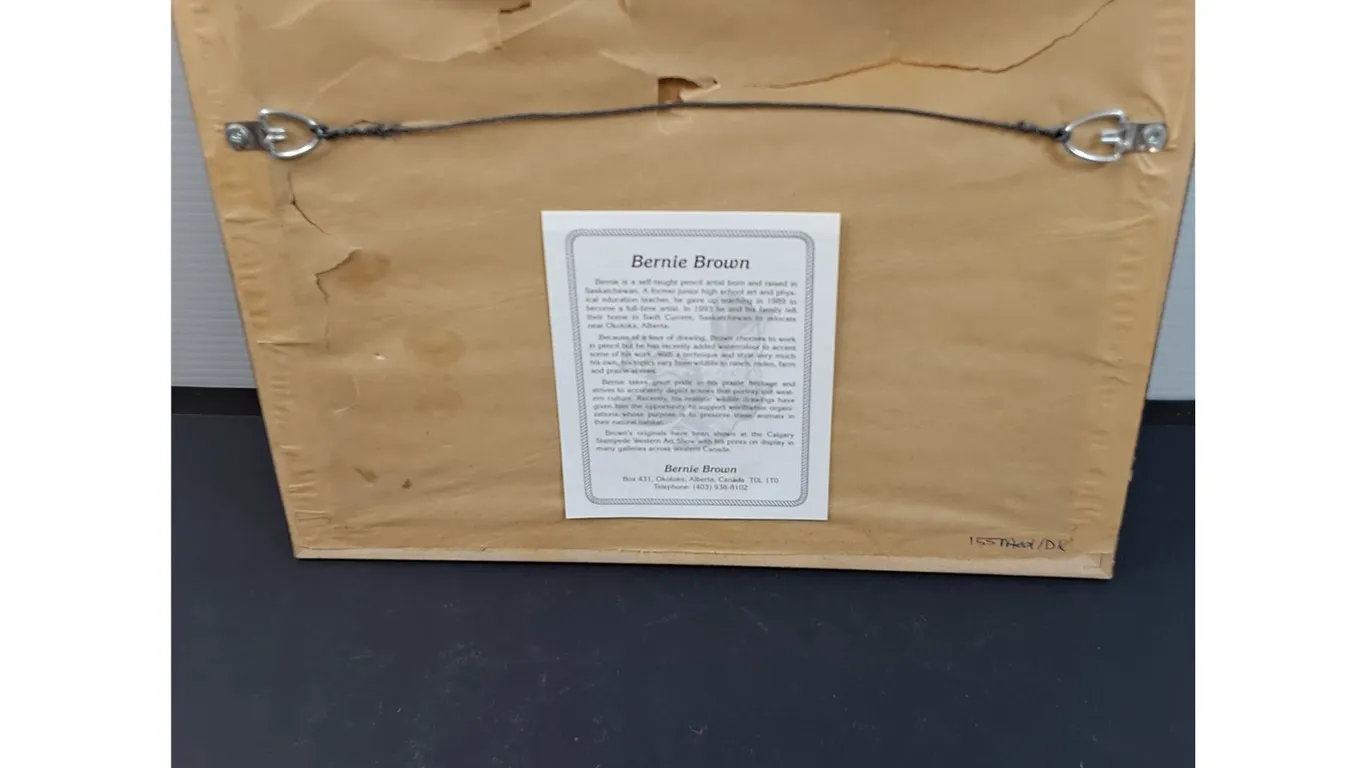 Bernie Brown
Bernie is a self-taught pencil artist born and raised in
Saskatchewan. A former junior high school art and phys-
ical education teacher, he gave up teaching in 1989 to
become a full-time artist. In 1993 he and his family left
their home in Swift Current, Saskatchewan to relocate
near Okotoks, Alberta.
Because of a love of drawing, Brown chooses to work
in pencil but he has recently added watercolour to accent
some of his work. With a technique and style very much
his own, his topics vary from wildlife to ranch, rodeo, farm
and prairie scenes.
Bernie takes great pride in his prairie heritage and
strives to accurately depict scenes that portray our west-
ern culture. Recently, his realistic wildlife drawings have
given him the opportunity to support worthwhile organi-
zations whose purpose is to preserve these animals in
their natural habitat.
Brown's originals have been shown at the Calgary
Stampede Western Art Show with his prints on display in
many galleries across Western Canada.
Bernie Brown
Box 431, Okotoks, Alberta, Canada T0L 1T0
Telephone: (403) 938-8102